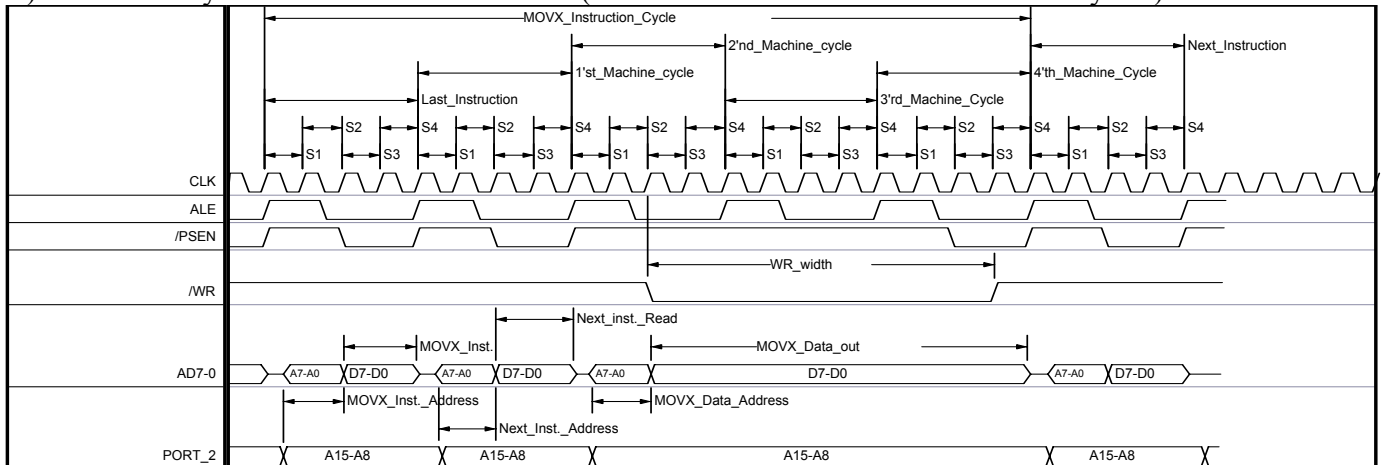 MOVX_Instruction_Cycle
2'nd_Machine_cycle Next_Instruction
1'st_Machine_cycle 4'th_Machine_Cycle
Last_Instruction 3'rd_Machine_Cycle
S2 S4 S2 S4 S2 S4 S2 S4 S2 S4 S2 S4
S1 S3 S1 S3 S1 S3 S1 S3 S1 S3 S1 S3
CLK
ALE
/PSEN
WR_width
/WR
Next_inst._Read
MOVX_Inst. MOVX_Data_out
AD7-0 A7-A0 D7-D0 A7-A0 D7-D0 A7-A0 D7-D0 A7-A0 D7-D0
MOVX_Inst._Address MOVX_Data_Address
Next_Inst._Address
PORT_2 A15-A8 A15-A8 A15-A8 A15-A8